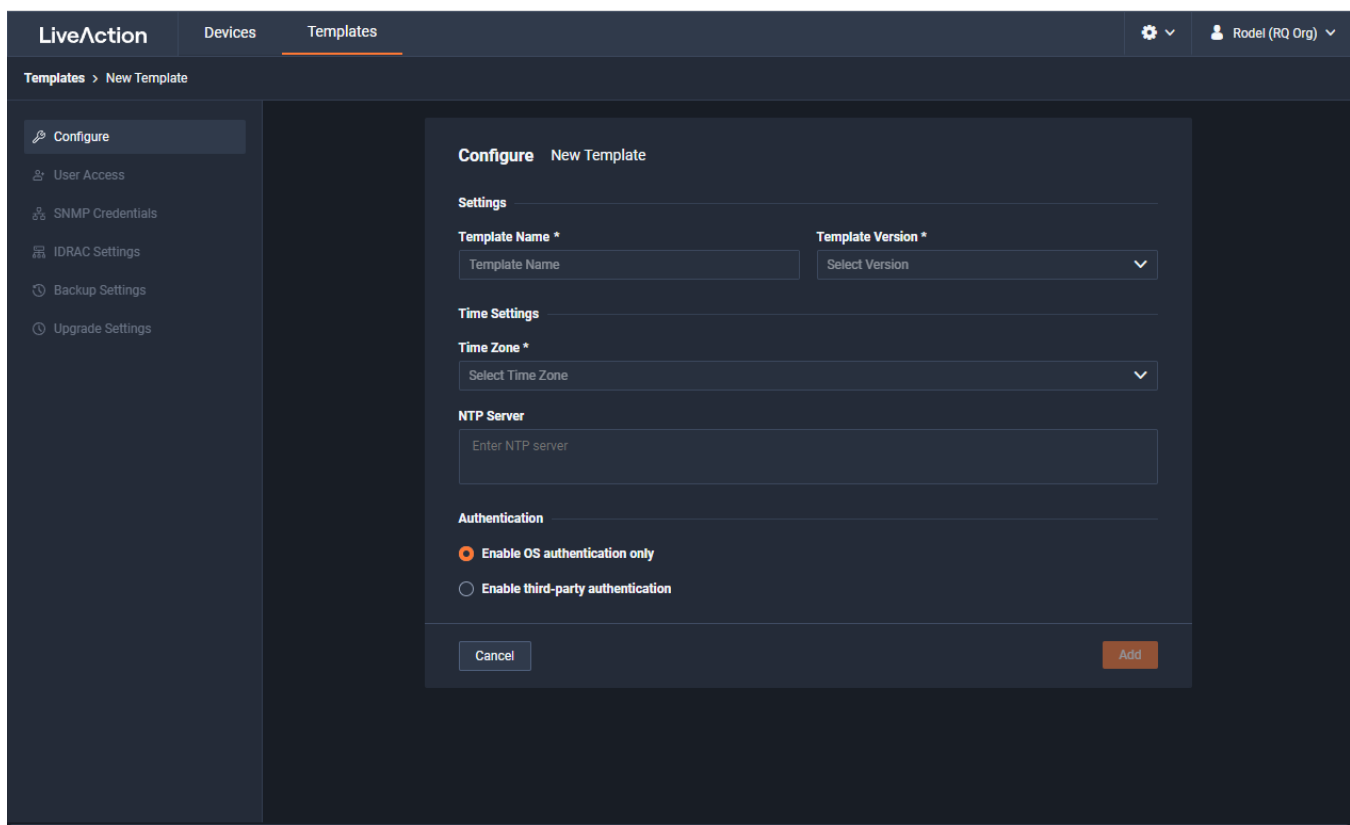 LiveAction
Devices
Templates
Rodel (RQ Org)
Templates > New Template
Configure
User Access
SNMP Credentials
IDRAC Settings
Backup Settings
Upgrade Settings
Configure New Template
Settings
Template Name *
Template Name
Template Version *
Select Version
Time Settings
Time Zone *
Select Time Zone
NTP Server
Enter NTP server
Authentication
Enable OS authentication only
Enable third-party authentication
Cancel
Add